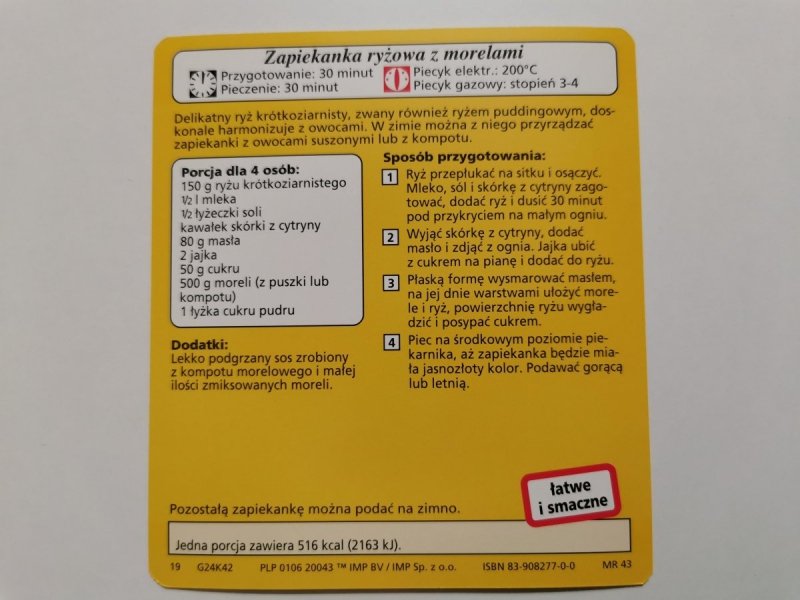 Zapiekanka ryżowa z morelami
Przygotowanie: 30 minut
Pieczenie: 30 minut
Piecyk elektr.: 200°C
Piecyk gazowy: stopień 3-4
Delikatny ryż krótkoziarnisty, zwany również ryżem puddingowym, dos-
konale harmonizuje z owocami. W zimie można z niego przyrządzać
zapiekanki z owocami suszonymi lub z kompotu.
Porcja dla 4 osób:
150 g ryżu krótkoziarnistego
1/2 l mleka
1/2 łyżeczki soli
kawałek skórki z cytryny
80 g masła
2 jajka
50 g cukru
500 g moreli (z puszki lub
kompotu)
1 łyżka cukru pudru
Dodatki:
Lekko podgrzany sos zrobiony
z kompotu morelowego i małej
ilości zmiksowanych moreli.
Sposób przygotowania:
1 Ryż przepłukać na sitku i osączyć.
Mleko, sól i skórkę z cytryny zago-
tować, dodać ryż i dusić 30 minut
pod przykryciem na małym ogniu.
2 Wyjąć skórkę z cytryny, dodać
masło i zdjąć z ognia. Jajka ubić
z cukrem na pianę i dodać do ryżu.
3 Płaską formę wysmarować masłem,
na jej dnie warstwami ułożyć more-
le i ryż, powierzchnię ryżu wygła-
dzić i posypać cukrem.
4 Piec na środkowym poziomie pie-
karnika, aż zapiekanka będzie mia-
ła jasnozłoty kolor. Podawać gorącą
lub letnią.
łatwe
i smaczne
Pozostałą zapiekankę można podać na zimno.
Jedna porcja zawiera 516 kcal (2163 kJ).
19 G24K42 PLP 0106 20043 ™ IMP BV / IMP Sp. z o.o. ISBN 83-908277-0-0 MR 43